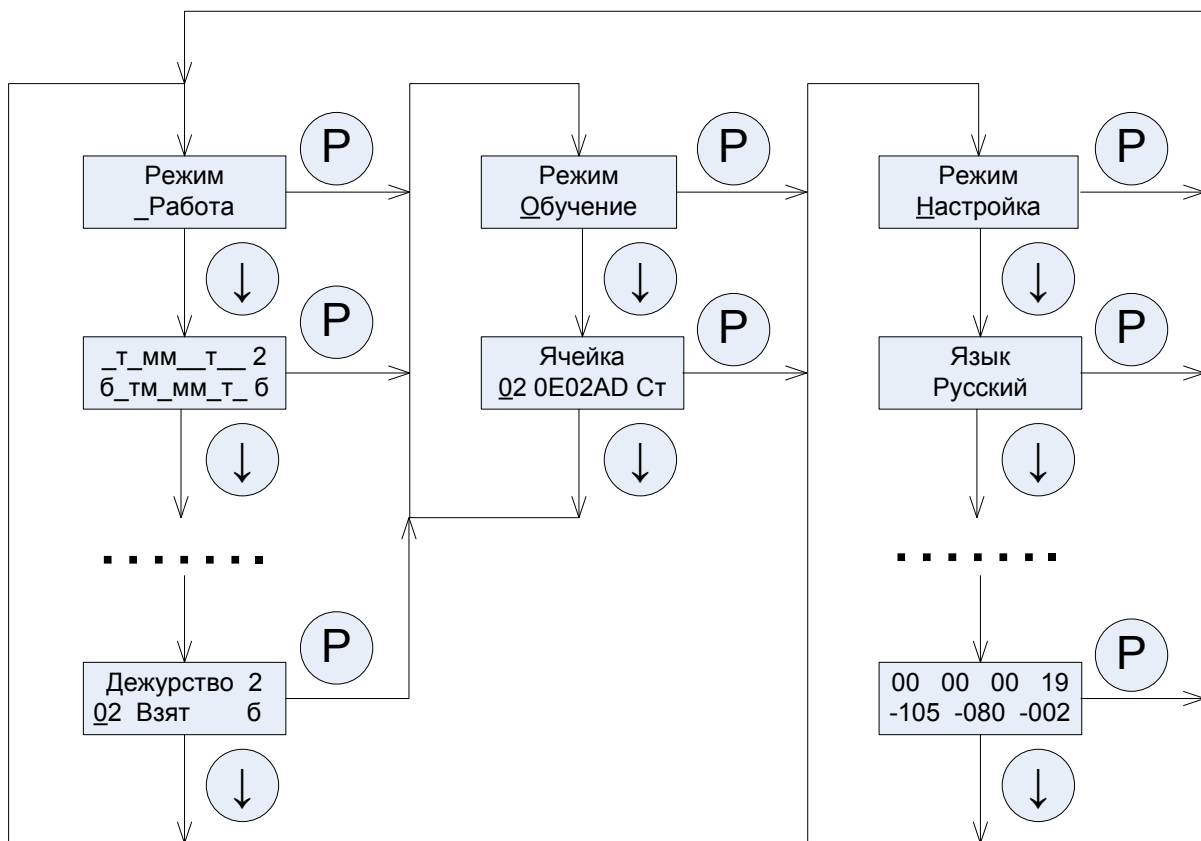 Р
Режим
_Работа
↓
Р
_т_мм__т__ 2
б_тм_мм_т_ б
↓
.......
Р
Дежурство 2
02 Взят б
↓
Р
Режим
Обучение
↓
Р
Ячейка
02 0E02AD Ст
↓
Р
Режим
Настройка
↓
Р
Язык
Русский
↓
.......
Р
00 00 00 19
-105 -080 -002
↓